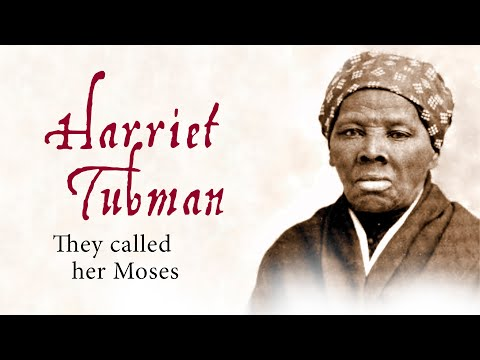 Harriet
Tubman
They called
her Moses